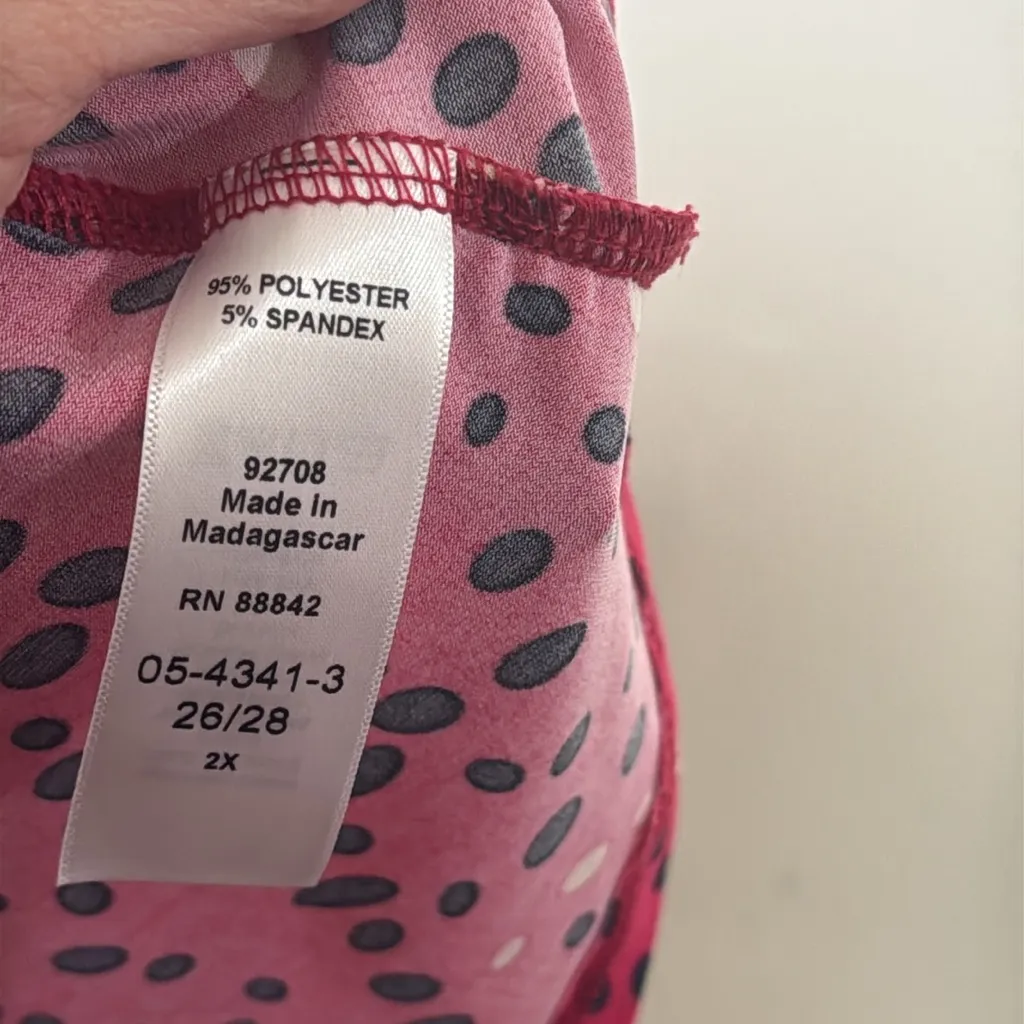 95% POLYESTER
5% SPANDEX
92708
Made in
Madagascar
RN 88842
05-4341-3
26/28
2X